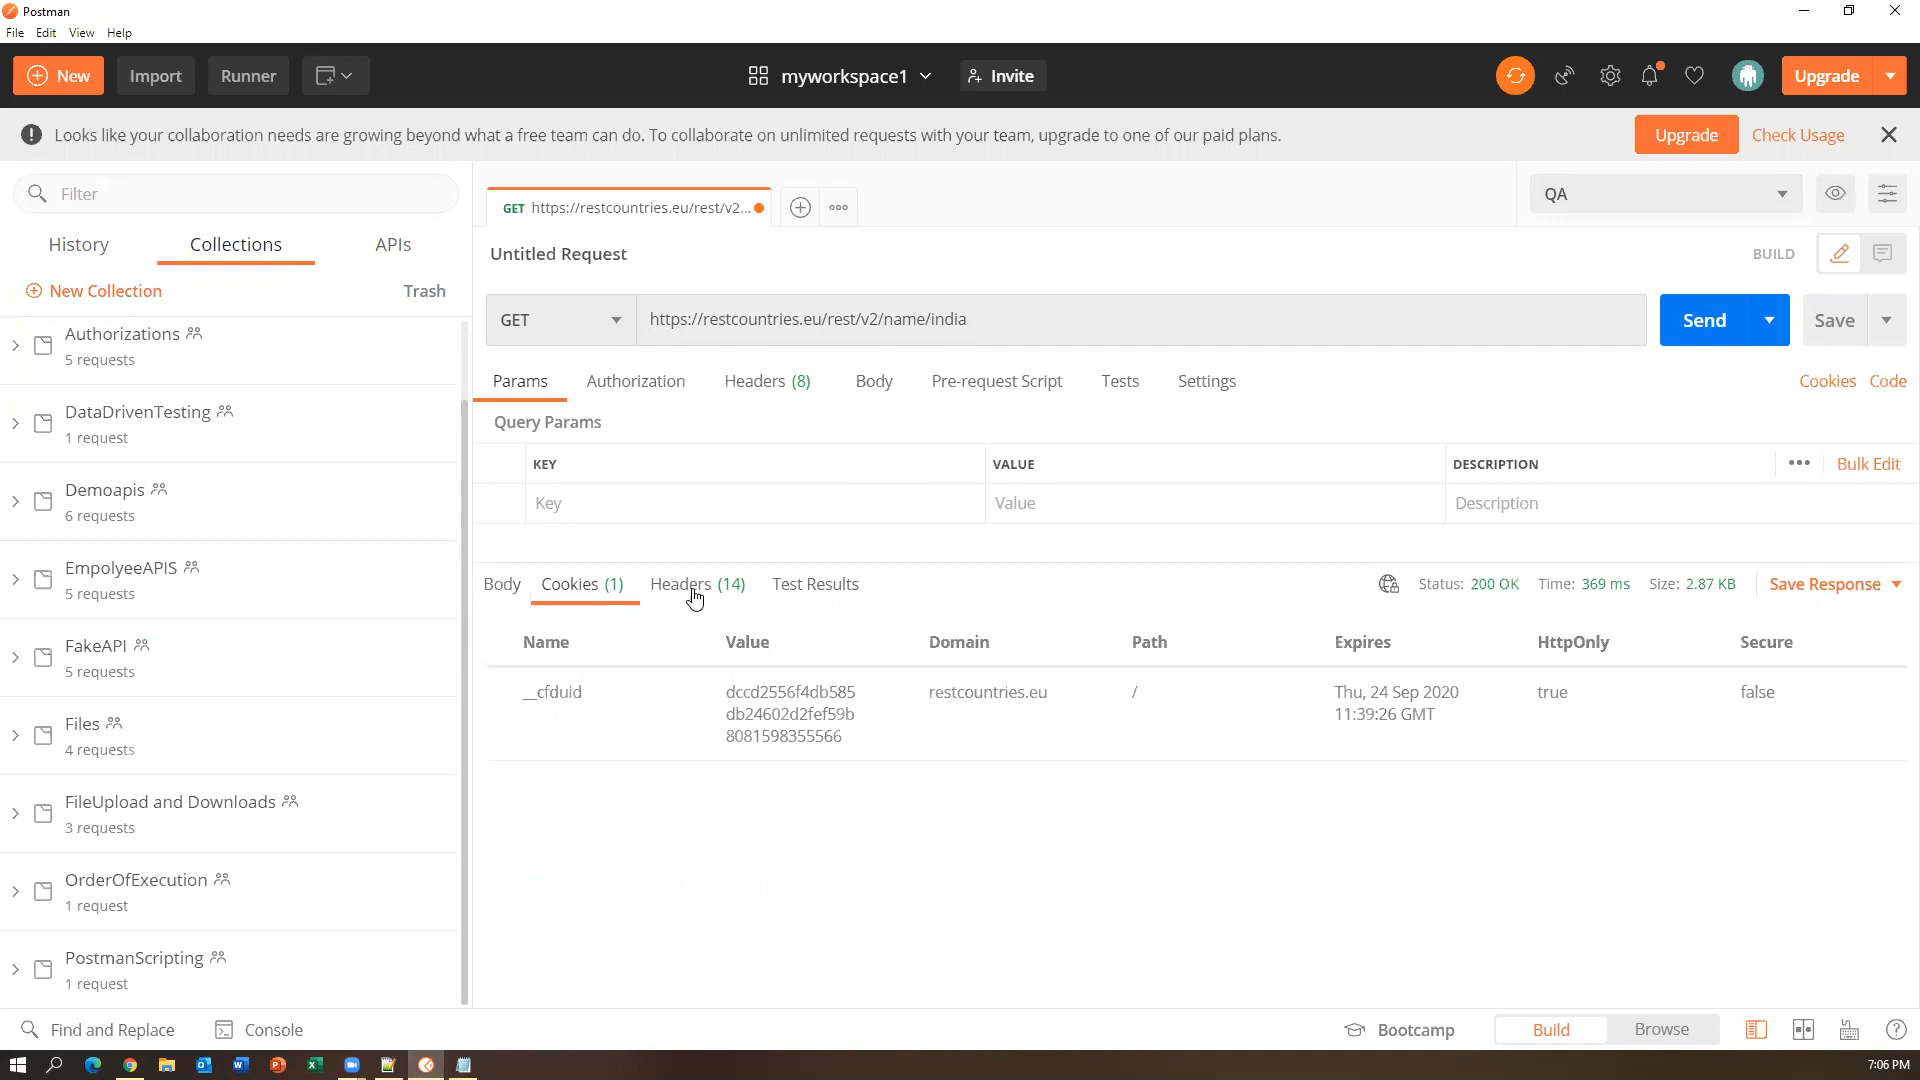 Postman
File Edit View Help
New Import Runner myworkspace1 Invite Upgrade
Looks like your collaboration needs are growing beyond what a free team can do. To collaborate on unlimited requests with your team, upgrade to one of our paid plans. Upgrade Check Usage
Filter
GET https://restcountries.eu/rest/v2...
QA
History Collections APIs
Untitled Request
BUILD
New Collection Trash
GET https://restcountries.eu/rest/v2/name/india Send Save
Authorizations
5 requests
DataDrivenTesting
1 request
Demoapis
6 requests
EmpolyeeAPIS
5 requests
FakeAPI
5 requests
Files
4 requests
FileUpload and Downloads
3 requests
OrderOfExecution
1 request
PostmanScripting
1 request
Params Authorization Headers (8) Body Pre-request Script Tests Settings Cookies Code
Query Params
KEY VALUE DESCRIPTION Bulk Edit
Key Value Description
Body Cookies (1) Headers (14) Test Results Status: 200 OK Time: 369 ms Size: 2.87 KB Save Response
Name Value Domain Path Expires HttpOnly Secure
__cfduid dccd2556f4db585 restcountries.eu / Thu, 24 Sep 2020 true false
db24602d2fef59b 11:39:26 GMT
8081598355566
Find and Replace Console Bootcamp Build Browse
7:06 PM